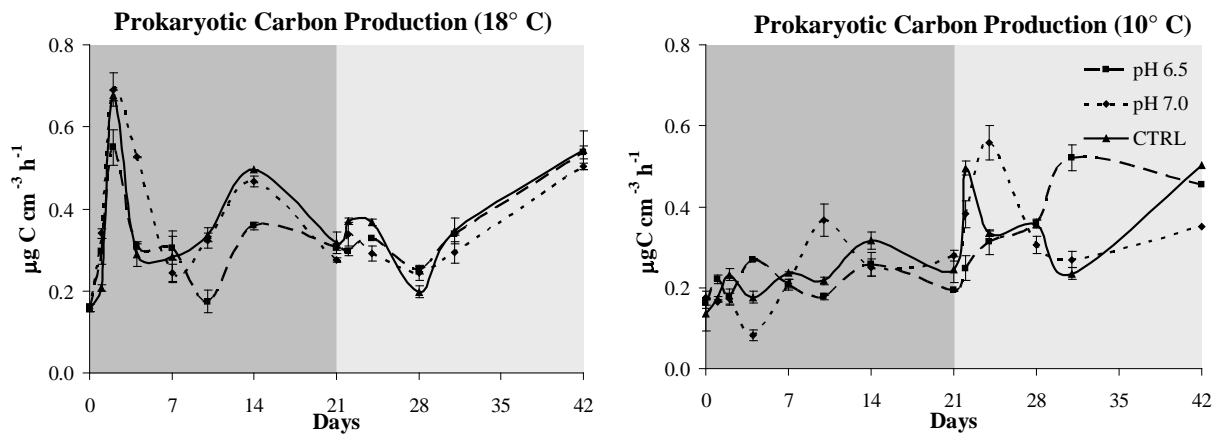 Prokaryotic Carbon Production (18° C)
0.8
0.6
0.4
0.2
0.0
µg C cm⁻³ h⁻¹
0 7 14 21 28 35 42
Days
Prokaryotic Carbon Production (10° C)
0.8
0.6
0.4
0.2
0.0
µgC cm⁻³ h⁻¹
pH 6.5
pH 7.0
CTRL
0 7 14 21 28 35 42
Days